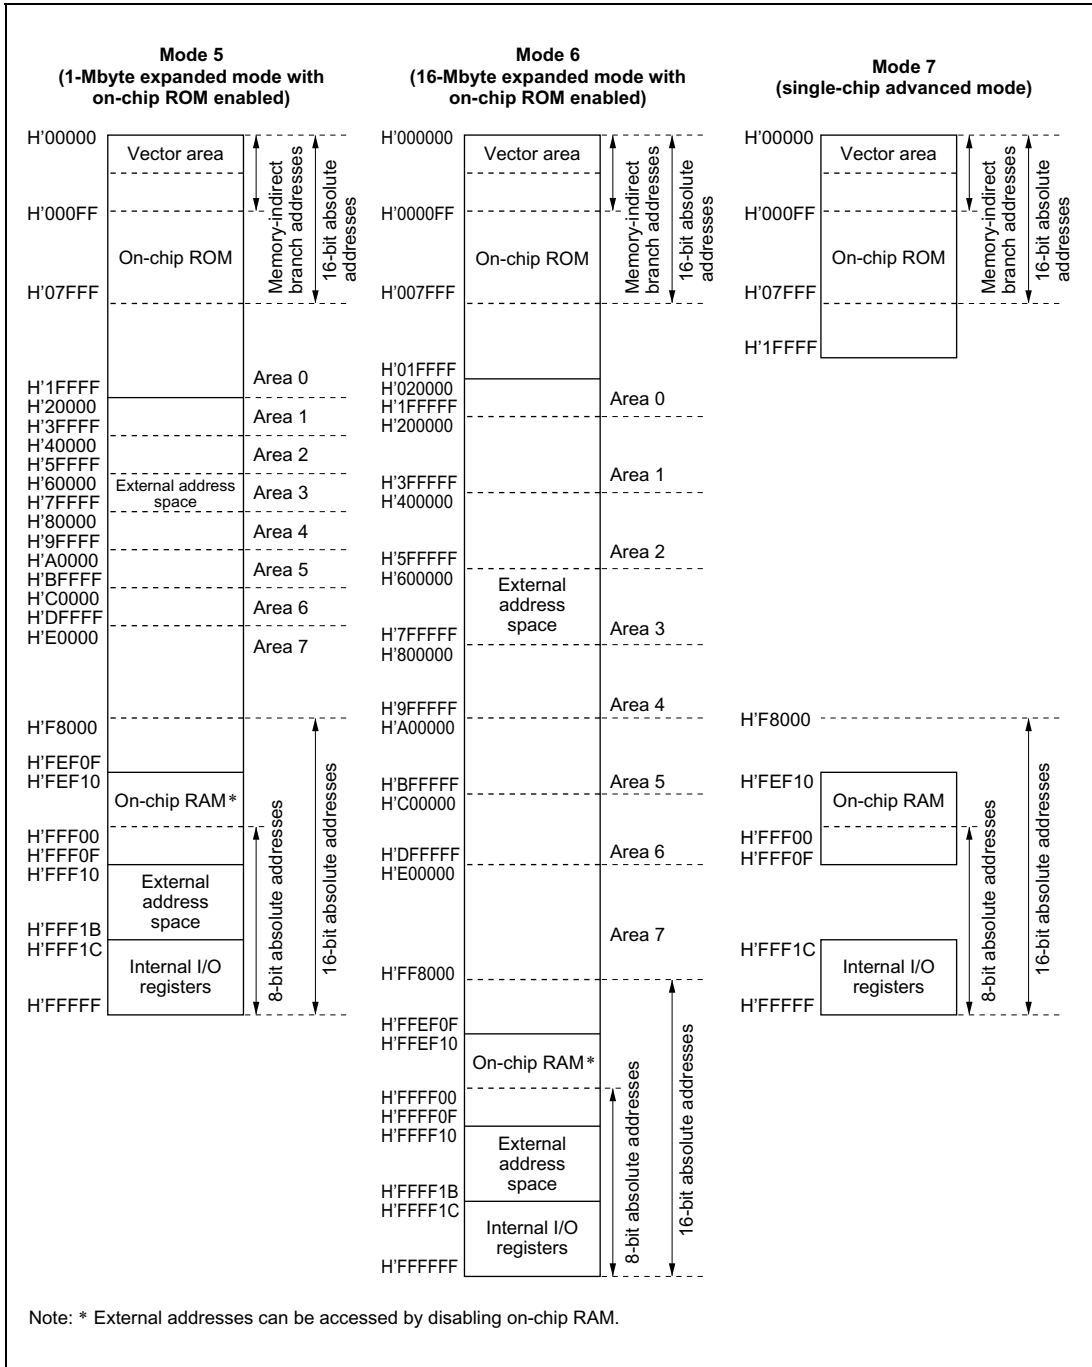 Mode 5
(1-Mbyte expanded mode with
on-chip ROM enabled)
H'00000
Vector area
H'000FF
On-chip ROM
H'07FFF
Memory-indirect
branch addresses
16-bit absolute
addresses
H'1FFFF
Area 0
H'20000
Area 1
H'3FFFF
H'40000
Area 2
H'5FFFF
H'60000
External address
space
Area 3
H'7FFFF
H'80000
Area 4
H'9FFFF
H'A0000
Area 5
H'BFFFF
H'C0000
Area 6
H'DFFFF
H'E0000
Area 7
H'F8000
H'FEF0F
H'FEF10
On-chip RAM*
H'FFF00
H'FFF0F
H'FFF10
External
address
space
H'FFF1B
H'FFF1C
Internal I/O
registers
H'FFFFF
8-bit absolute addresses
16-bit absolute addresses
Mode 6
(16-Mbyte expanded mode with
on-chip ROM enabled)
H'000000
Vector area
H'0000FF
On-chip ROM
H'007FFF
Memory-indirect
branch addresses
16-bit absolute
addresses
H'01FFFF
H'020000
Area 0
H'1FFFFF
H'200000
Area 1
H'3FFFFF
H'400000
Area 2
H'5FFFFF
H'600000
External
address
space
Area 3
H'7FFFFF
H'800000
Area 4
H'9FFFFF
H'A00000
Area 5
H'BFFFFF
H'C00000
Area 6
H'DFFFFF
H'E00000
Area 7
H'FF8000
H'FFEF0F
H'FFEF10
On-chip RAM*
H'FFFF00
H'FFFF0F
H'FFFF10
External
address
space
H'FFFF1B
H'FFFF1C
Internal I/O
registers
H'FFFFFF
8-bit absolute addresses
16-bit absolute addresses
Mode 7
(single-chip advanced mode)
H'00000
Vector area
H'000FF
On-chip ROM
H'07FFF
Memory-indirect
branch addresses
16-bit absolute
addresses
H'1FFFF
H'F8000
H'FEF10
On-chip RAM
H'FFF00
H'FFF0F
H'FFF1C
Internal I/O
registers
H'FFFFF
8-bit absolute addresses
16-bit absolute addresses
Note: * External addresses can be accessed by disabling on-chip RAM.